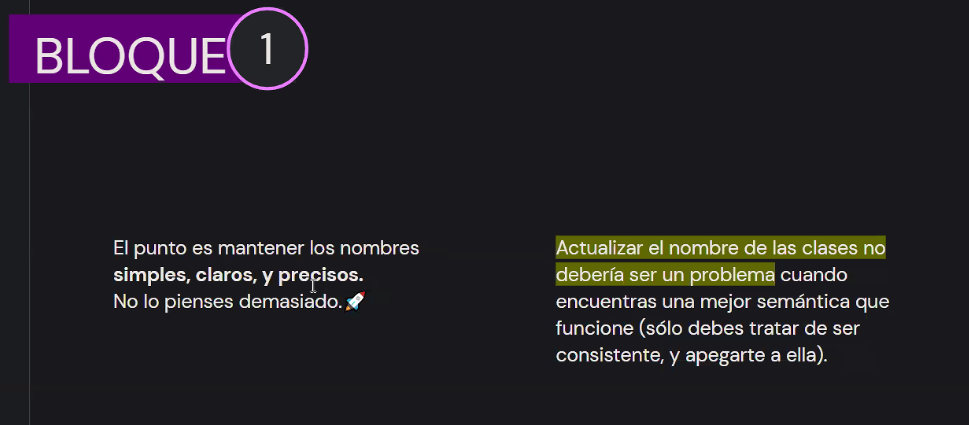 BLOQUE 1
El punto es mantener los nombres
simples, claros, y precisos.
No lo pienses demasiado.🚀
Actualizar el nombre de las clases no
debería ser un problema cuando
encuentras una mejor semántica que
funcione (sólo debes tratar de ser
consistente, y apegarte a ella).